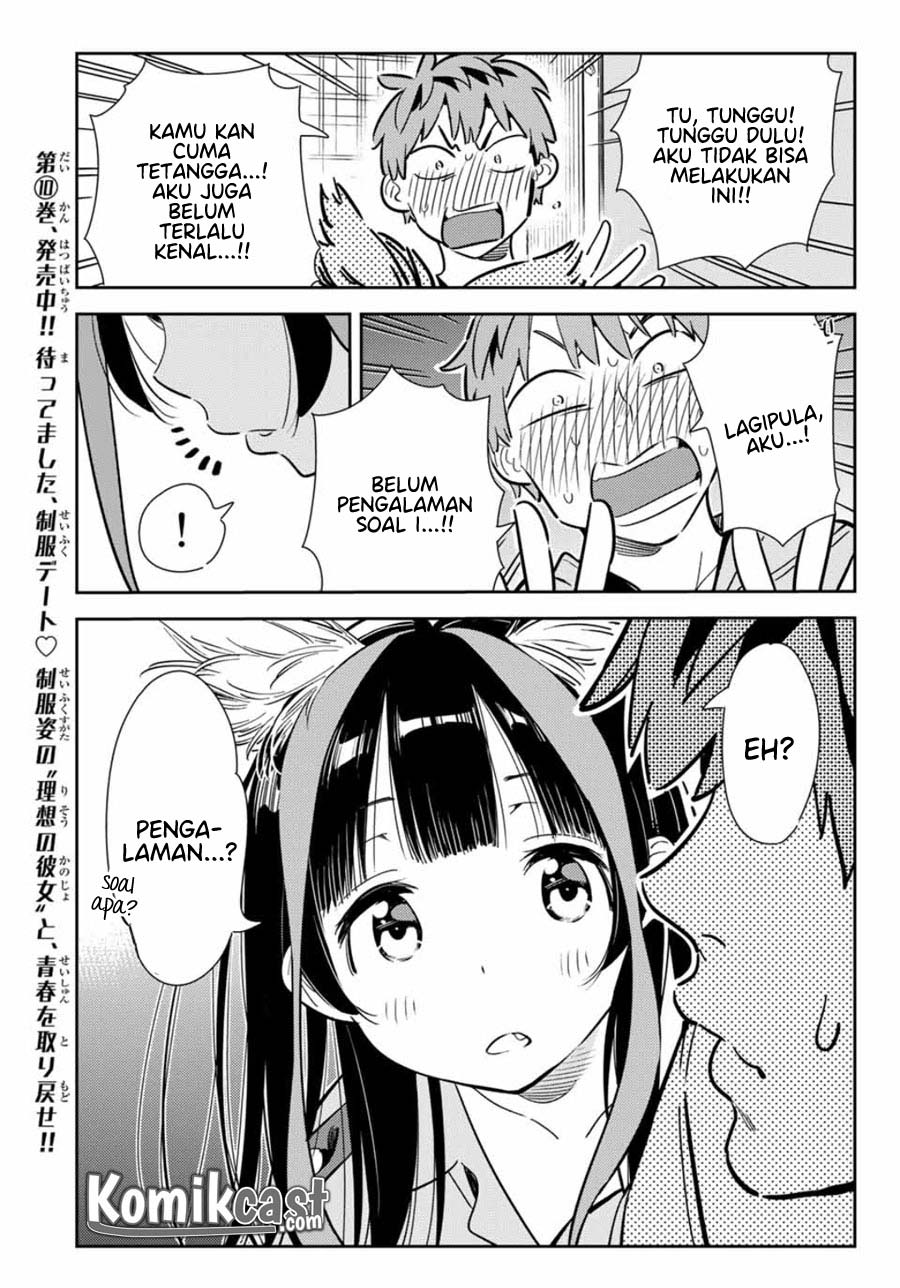 TU, TUNGGU!
TUNGGU DULU!
AKU TIDAK BISA
MELAKUKAN
INI!!
KAMU KAN
CUMA
TETANGGA...!
AKU JUGA
BELUM
TERLALU
KENAL...!!
LAGIPULA,
AKU...!
BELUM
PENGALAMAN
SOAL I...!!
!
EH?
PENGA-
LAMAN...?
soal
apa?
第⑩巻、発売中!! 待ってました、制服デート♡ 制服姿の“理想の彼女”と、青春を取り戻せ!!
Komikcast
.com